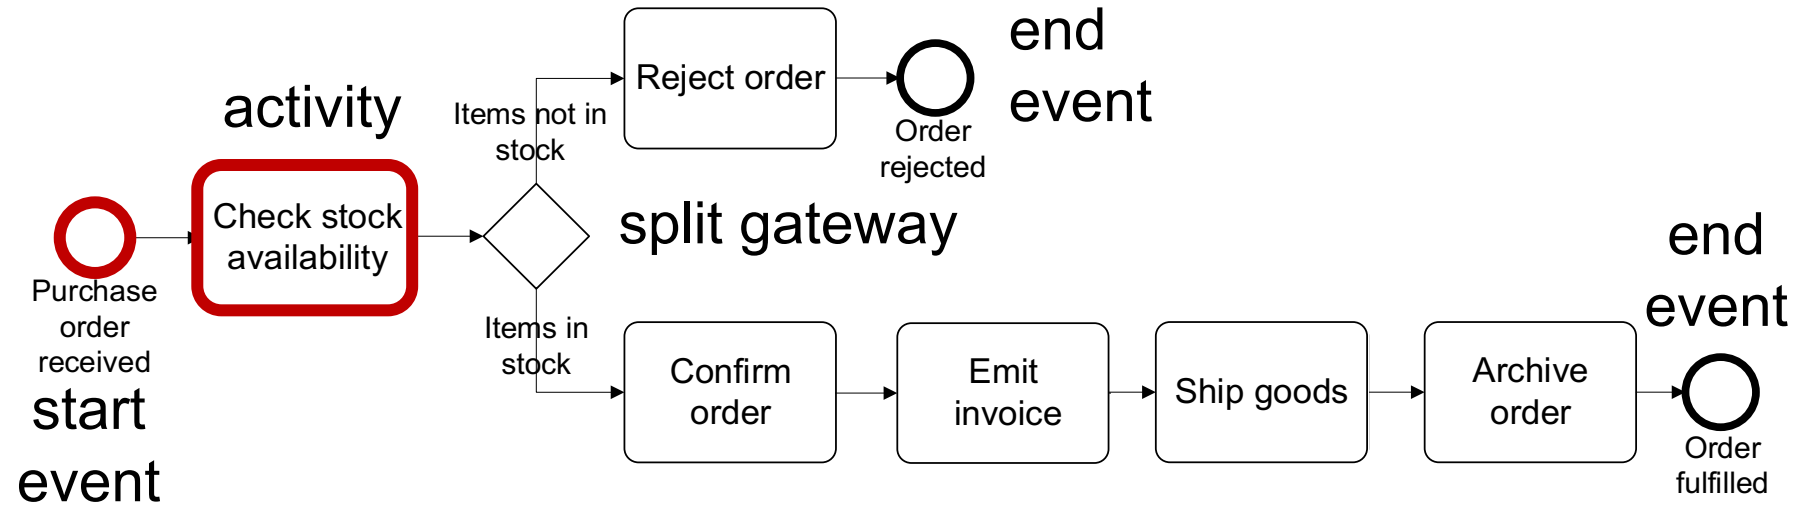 end
event
Reject order
Order
rejected
activity
Items not in
stock
Check stock
availability
split gateway
Purchase
order
received
start
event
Items in
stock
Confirm
order
Emit
invoice
Ship goods
Archive
order
end
event
Order
fulfilled